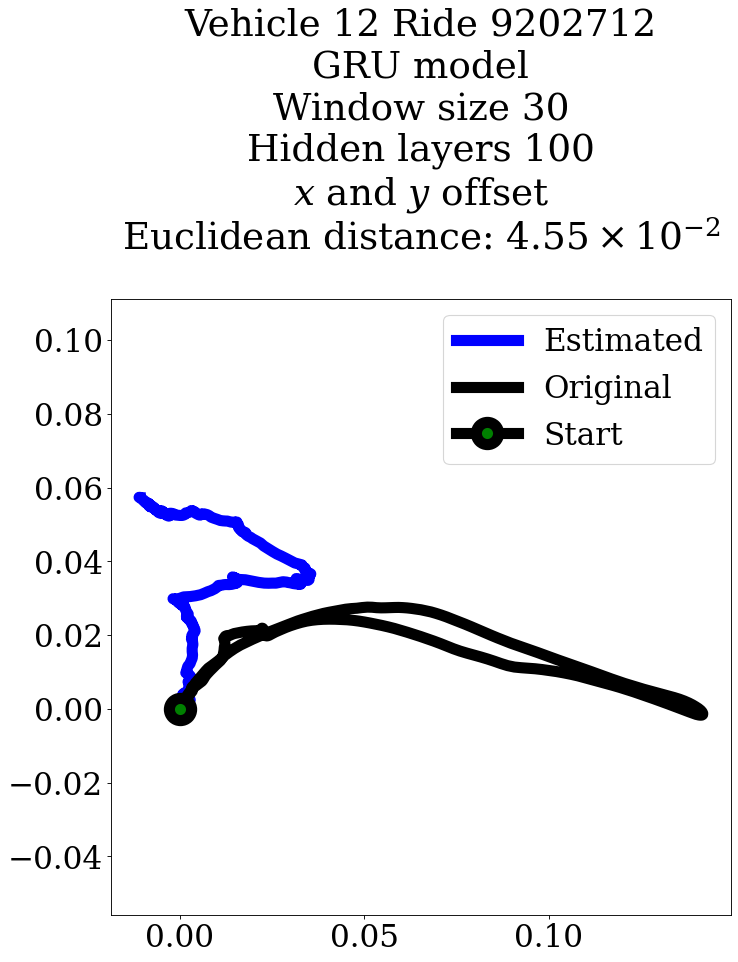 Vehicle 12 Ride 9202712
GRU model
Window size 30
Hidden layers 100
x and y offset
Euclidean distance: 4.55 × 10⁻²
Estimated
Original
Start
0.10
0.08
0.06
0.04
0.02
0.00
−0.02
−0.04
0.00 0.05 0.10